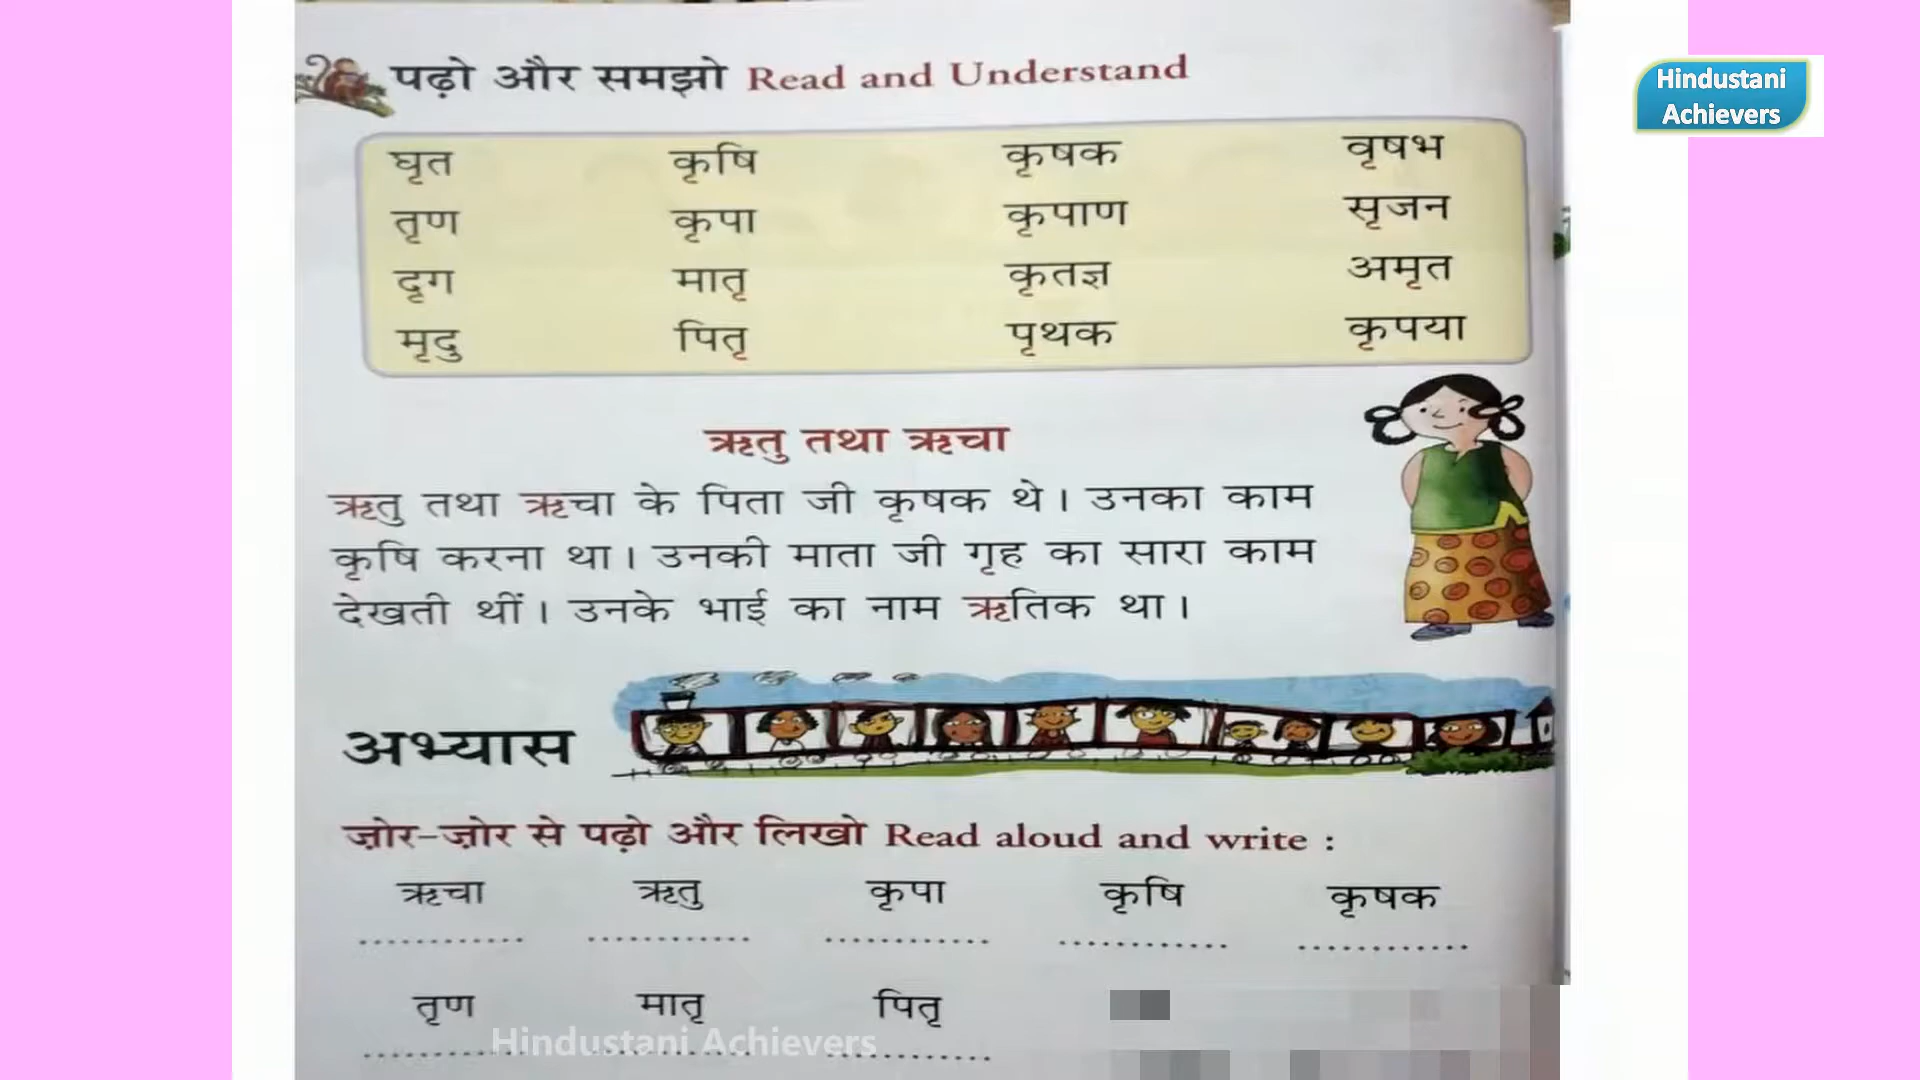 पढ़ो और समझो Read and Understand
Hindustani
Achievers
घृत कृषि कृषक वृषभ
तृण कृपा कृपाण सृजन
दृग मातृ कृतज्ञ अमृत
मृदु पितृ पृथक कृपया
ऋतु तथा ऋचा
ऋतु तथा ऋचा के पिता जी कृषक थे। उनका काम
कृषि करना था। उनकी माता जी गृह का सारा काम
देखती थीं। उनके भाई का नाम ऋतिक था।
अभ्यास
ज़ोर-ज़ोर से पढ़ो और लिखो Read aloud and write :
ऋचा ऋतु कृपा कृषि कृषक
तृण मातृ पितृ
Hindustani Achievers